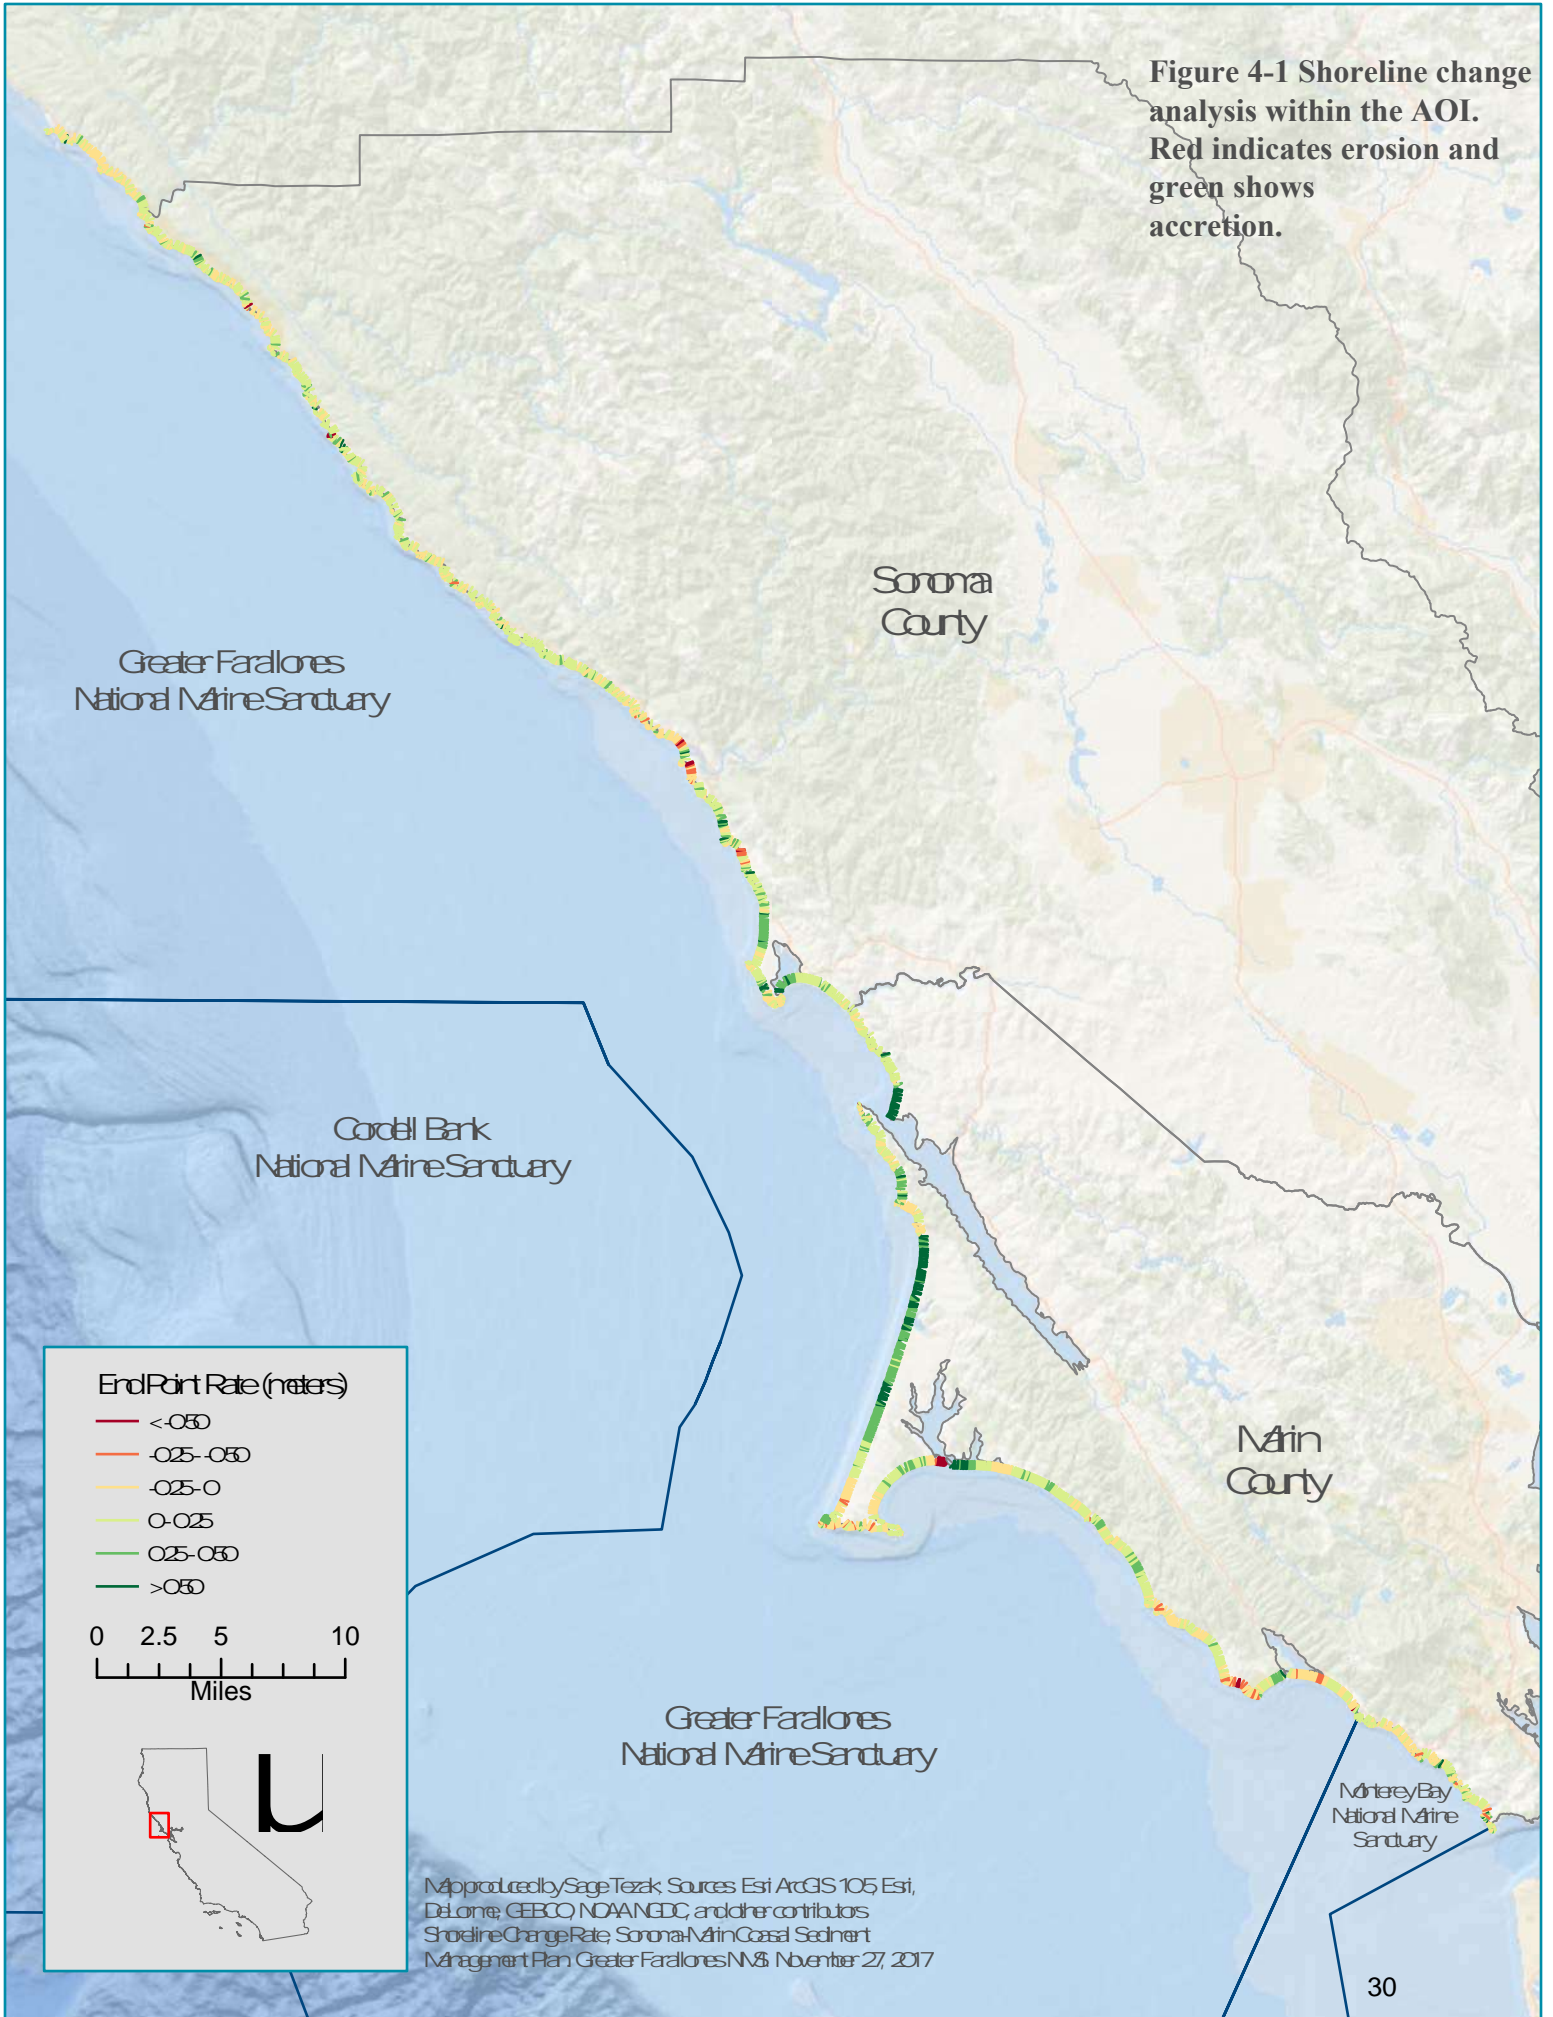 Figure 4-1 Shoreline change
analysis within the AOI.
Red indicates erosion and
green shows
accretion.
Sonoma
County
Greater Farallones
National Marine Sanctuary
Cordell Bank
National Marine Sanctuary
Marin
County
End Point Rate (meters)
< -0.50
-0.25 - -0.50
-0.25 - 0
0 - 0.25
0.25 - 0.50
> 0.50
0 2.5 5 10
Miles
Greater Farallones
National Marine Sanctuary
Monterey Bay
National Marine
Sanctuary
Map produced by Sage Tezak; Sources: Esri ArcGIS 10.5, Esri,
DeLorme, GEBCO, NOAA NGDC, and other contributors
Shoreline Change Rate; Sonoma-Marin Coasal Sediment
Management Plan. Greater Farallones NMS. November 27, 2017
30